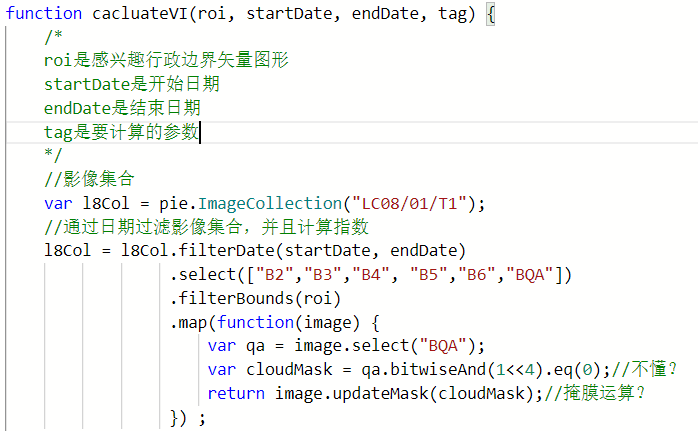 function cacluateVI(roi, startDate, endDate, tag) {
/*
roi是感兴趣行政边界矢量图形
startDate是开始日期
endDate是结束日期
tag是要计算的参数
*/
//影像集合
var l8Col = pie.ImageCollection("LC08/01/T1");
//通过日期过滤影像集合，并且计算指数
l8Col = l8Col.filterDate(startDate, endDate)
.select(["B2","B3","B4", "B5","B6","BQA"])
.filterBounds(roi)
.map(function(image) {
var qa = image.select("BQA");
var cloudMask = qa.bitwiseAnd(1<<4).eq(0);//不懂？
return image.updateMask(cloudMask);//掩膜运算？
}) ;